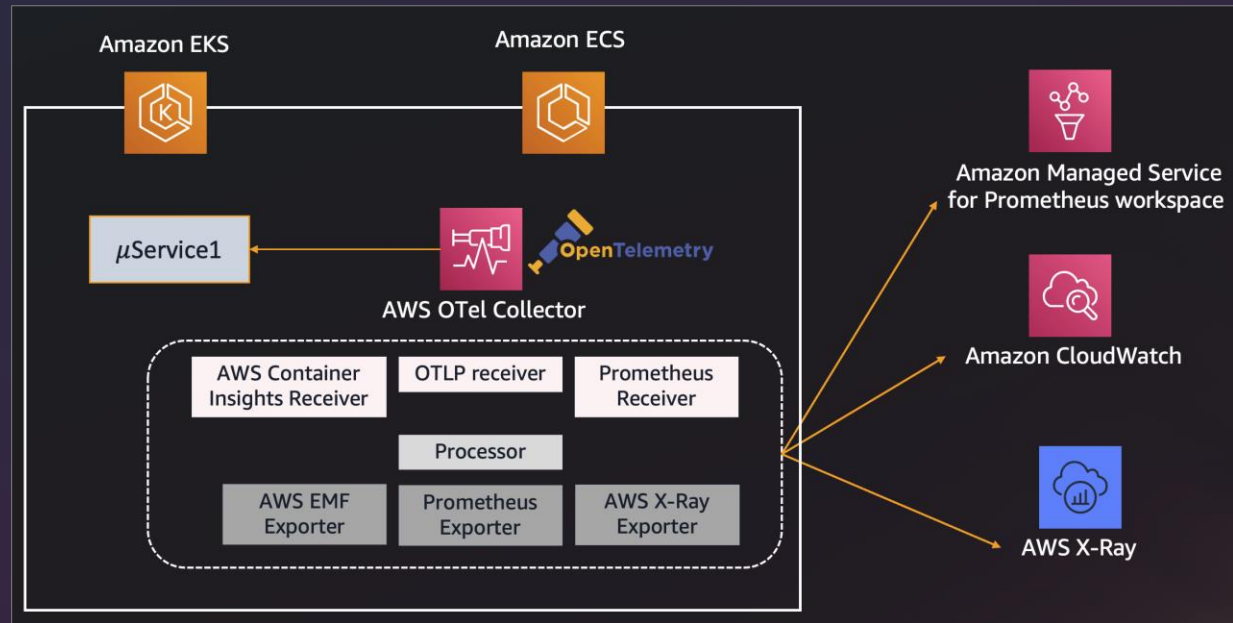 Amazon EKS
Amazon ECS
K
Amazon Managed Service
for Prometheus workspace
μService1
OpenTelemetry
AWS OTel Collector
Amazon CloudWatch
AWS Container
Insights Receiver
OTLP receiver
Prometheus
Receiver
Processor
AWS EMF
Exporter
Prometheus
Exporter
AWS X-Ray
Exporter
AWS X-Ray